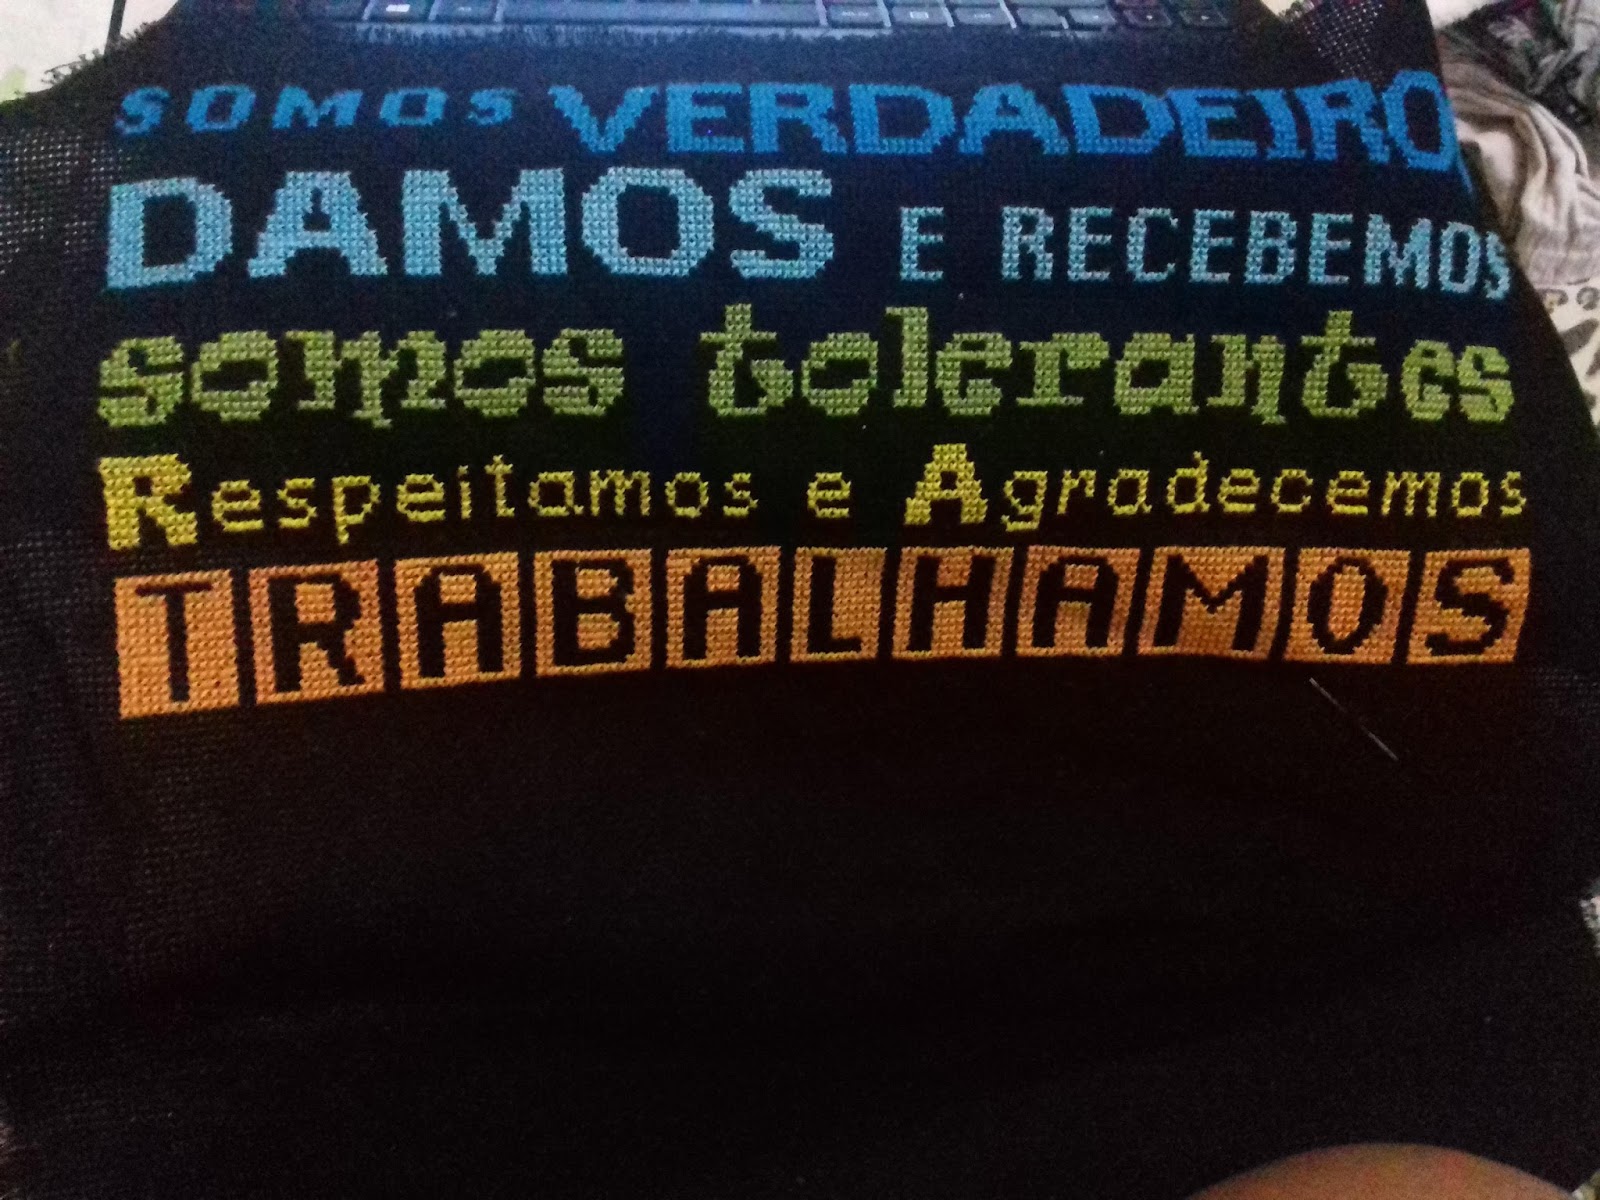 SOMOS VERDADEIRO
DAMOS E RECEBEMOS
somos tolerantes
Respeitamos e Agradecemos
TRABALHAMOS